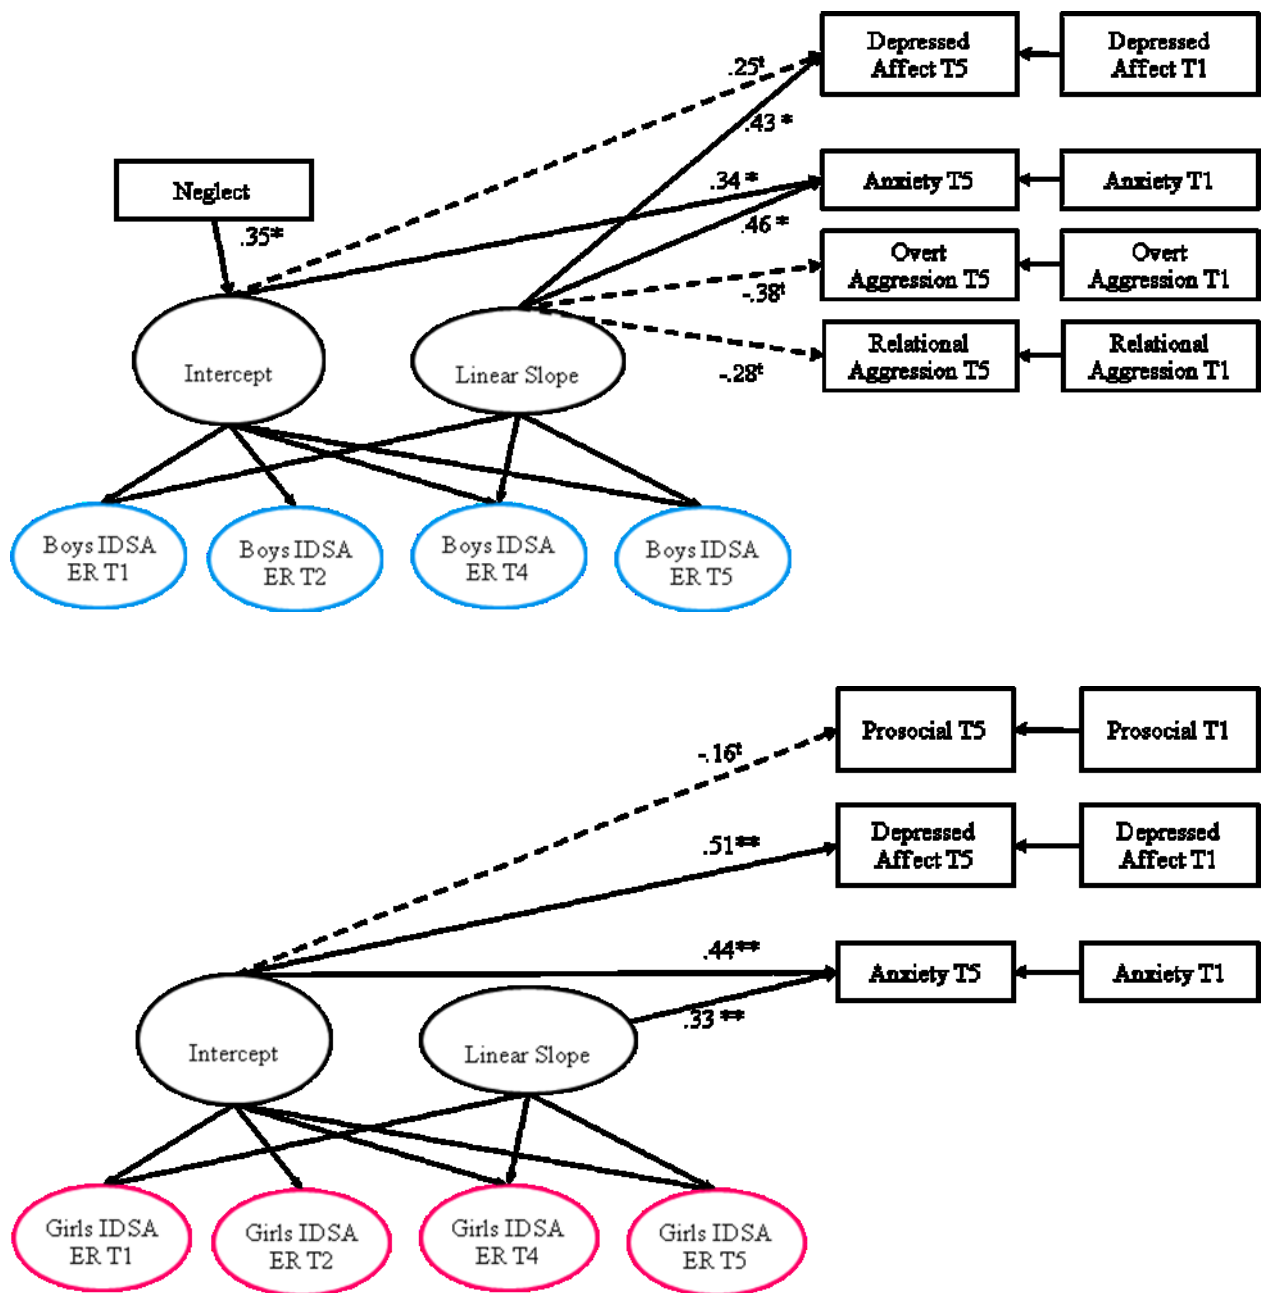 Depressed
Affect T5
Depressed
Affect T1
.25ᵗ
.43 *
Neglect
.35*
.34 *
Anxiety T5
Anxiety T1
.46 *
Overt
Aggression T5
Overt
Aggression T1
-.38ᵗ
Relational
Aggression T5
Relational
Aggression T1
-.28ᵗ
Intercept
Linear Slope
Boys IDSA
ER T1
Boys IDSA
ER T2
Boys IDSA
ER T4
Boys IDSA
ER T5
Prosocial T5
Prosocial T1
-.16ᵗ
Depressed
Affect T5
Depressed
Affect T1
.51**
.44**
Anxiety T5
Anxiety T1
.33 **
Intercept
Linear Slope
Girls IDSA
ER T1
Girls IDSA
ER T2
Girls IDSA
ER T4
Girls IDSA
ER T5